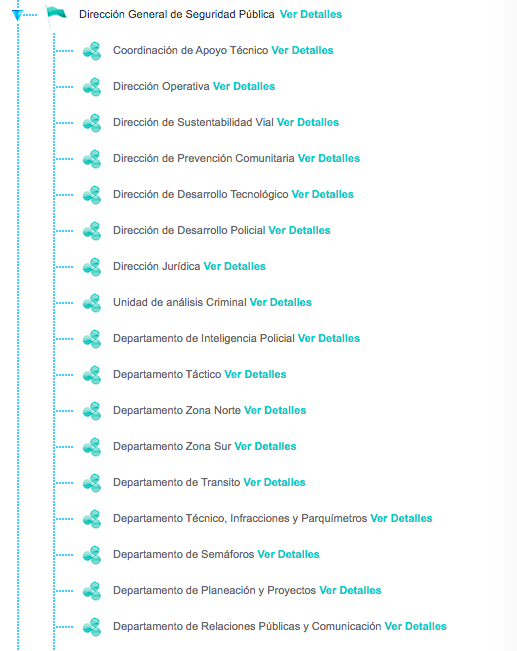 Dirección General de Seguridad Pública Ver Detalles
Coordinación de Apoyo Técnico Ver Detalles
Dirección Operativa Ver Detalles
Dirección de Sustentabilidad Vial Ver Detalles
Dirección de Prevención Comunitaria Ver Detalles
Dirección de Desarrollo Tecnológico Ver Detalles
Dirección de Desarrollo Policial Ver Detalles
Dirección Jurídica Ver Detalles
Unidad de análisis Criminal Ver Detalles
Departamento de Inteligencia Policial Ver Detalles
Departamento Táctico Ver Detalles
Departamento Zona Norte Ver Detalles
Departamento Zona Sur Ver Detalles
Departamento de Transito Ver Detalles
Departamento Técnico, Infracciones y Parquímetros Ver Detalles
Departamento de Semáforos Ver Detalles
Departamento de Planeación y Proyectos Ver Detalles
Departamento de Relaciones Públicas y Comunicación Ver Detalles